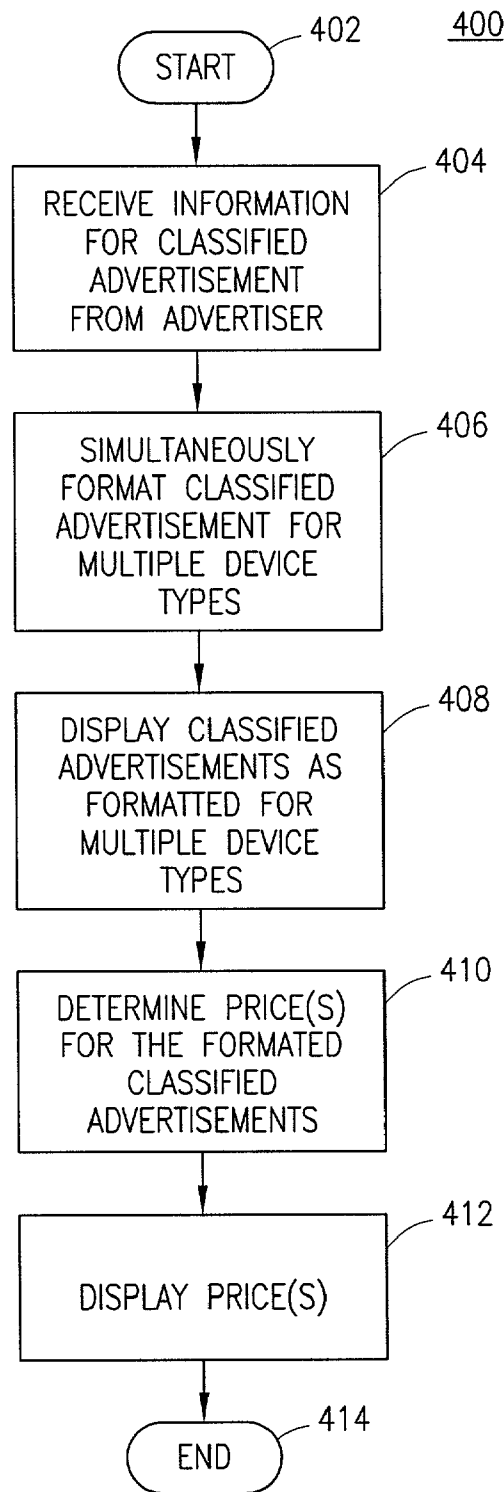 400
402
START
404
RECEIVE INFORMATION
FOR CLASSIFIED
ADVERTISEMENT
FROM ADVERTISER
406
SIMULTANEOUSLY
FORMAT CLASSIFIED
ADVERTISEMENT FOR
MULTIPLE DEVICE
TYPES
408
DISPLAY CLASSIFIED
ADVERTISEMENTS AS
FORMATTED FOR
MULTIPLE DEVICE
TYPES
410
DETERMINE PRICE(S)
FOR THE FORMATED
CLASSIFIED
ADVERTISEMENTS
412
DISPLAY PRICE(S)
414
END